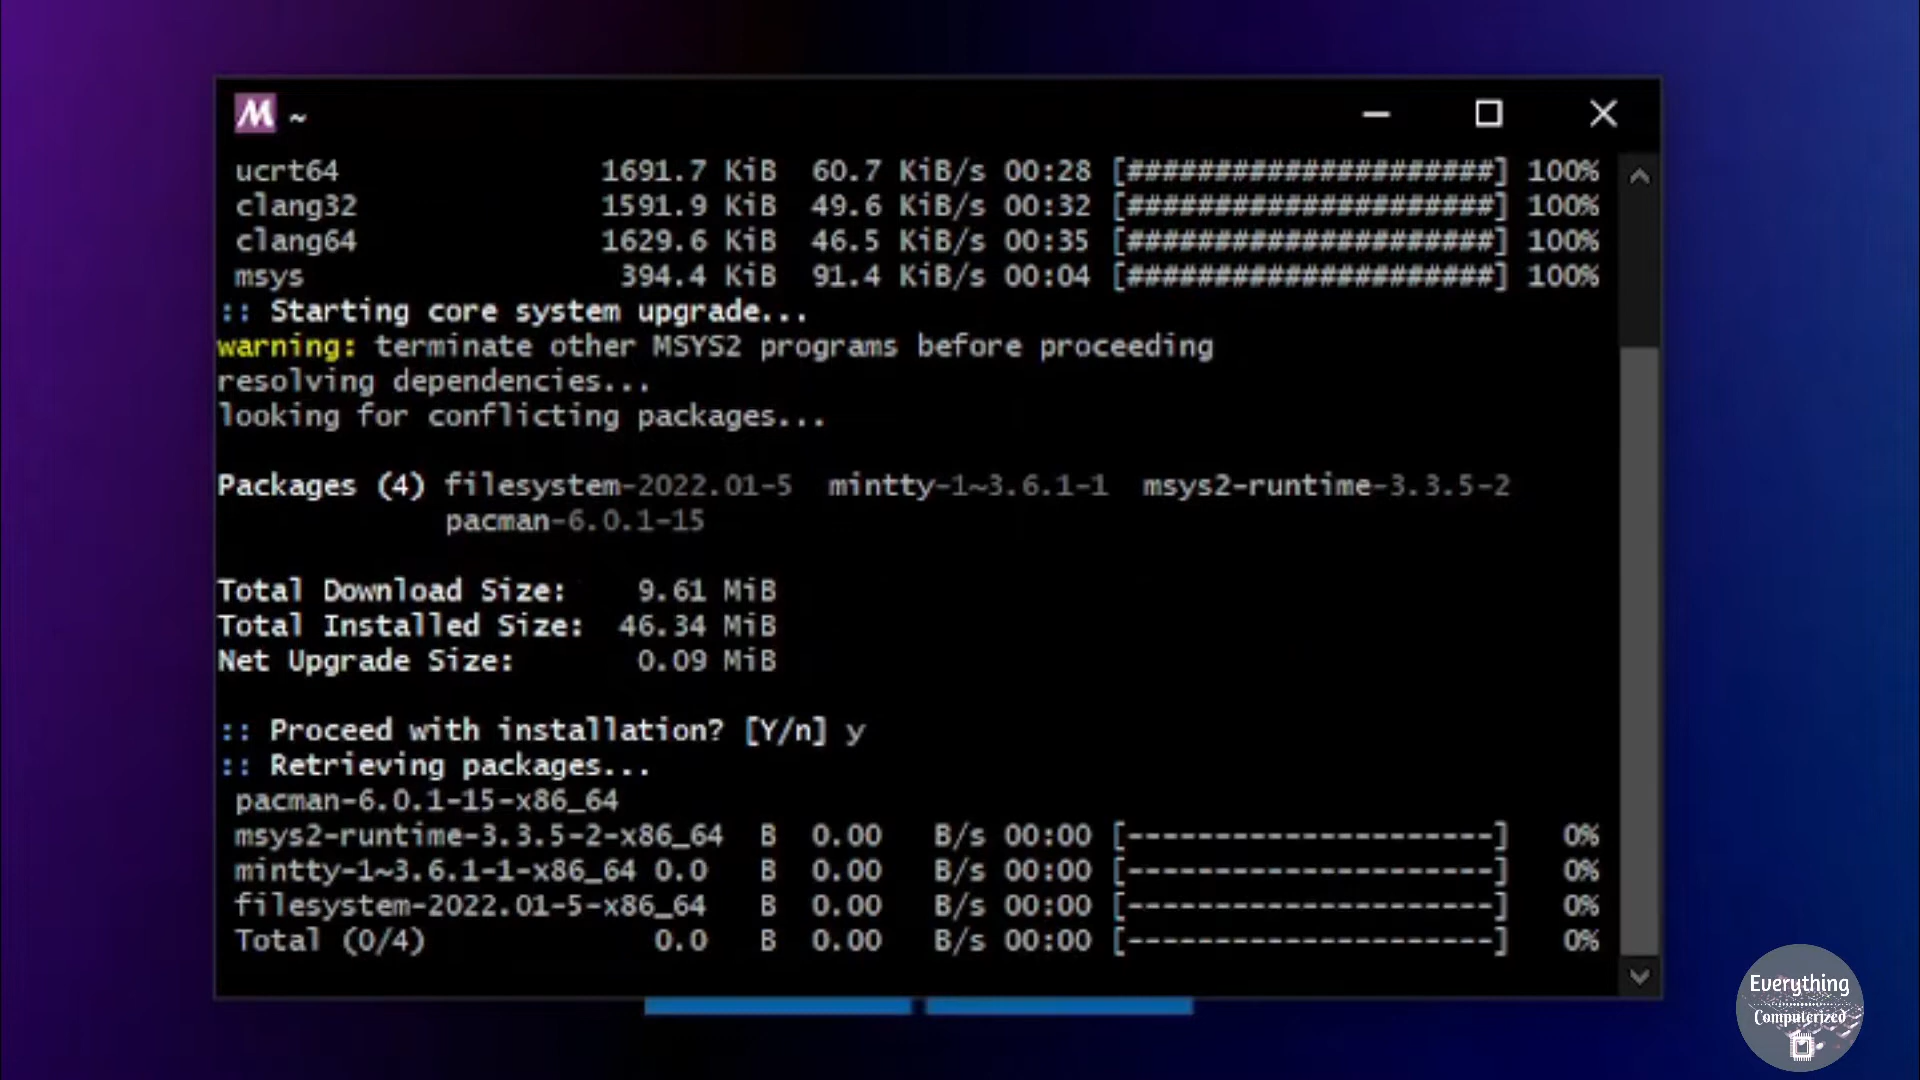 M ~
ucrt64 1691.7 KiB 60.7 KiB/s 00:28 [#####################] 100%
clang32 1591.9 KiB 49.6 KiB/s 00:32 [#####################] 100%
clang64 1629.6 KiB 46.5 KiB/s 00:35 [#####################] 100%
msys 394.4 KiB 91.4 KiB/s 00:04 [#####################] 100%
:: Starting core system upgrade...
warning: terminate other MSYS2 programs before proceeding
resolving dependencies...
looking for conflicting packages...
Packages (4) filesystem-2022.01-5 mintty-1~3.6.1-1 msys2-runtime-3.3.5-2
pacman-6.0.1-15
Total Download Size: 9.61 MiB
Total Installed Size: 46.34 MiB
Net Upgrade Size: 0.09 MiB
:: Proceed with installation? [Y/n] y
:: Retrieving packages...
pacman-6.0.1-15-x86_64
msys2-runtime-3.3.5-2-x86_64 B 0.00 B/s 00:00 [---------------------] 0%
mintty-1~3.6.1-1-x86_64 0.0 B 0.00 B/s 00:00 [---------------------] 0%
filesystem-2022.01-5-x86_64 B 0.00 B/s 00:00 [---------------------] 0%
Total (0/4) 0.0 B 0.00 B/s 00:00 [---------------------] 0%
Everything
Computerized